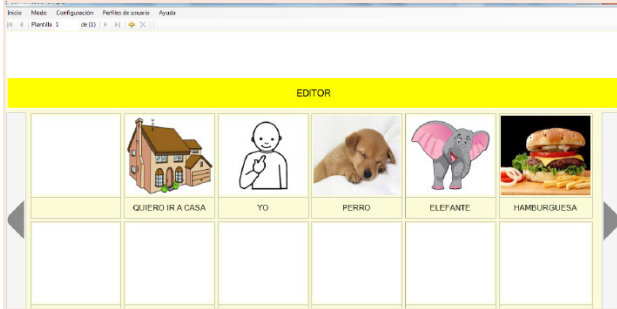 Inicio Modo Configuración Perfiles de usuario Ayuda
Plantilla 1 de {1}
EDITOR
QUIERO IR A CASA YO PERRO ELEFANTE HAMBURGUESA